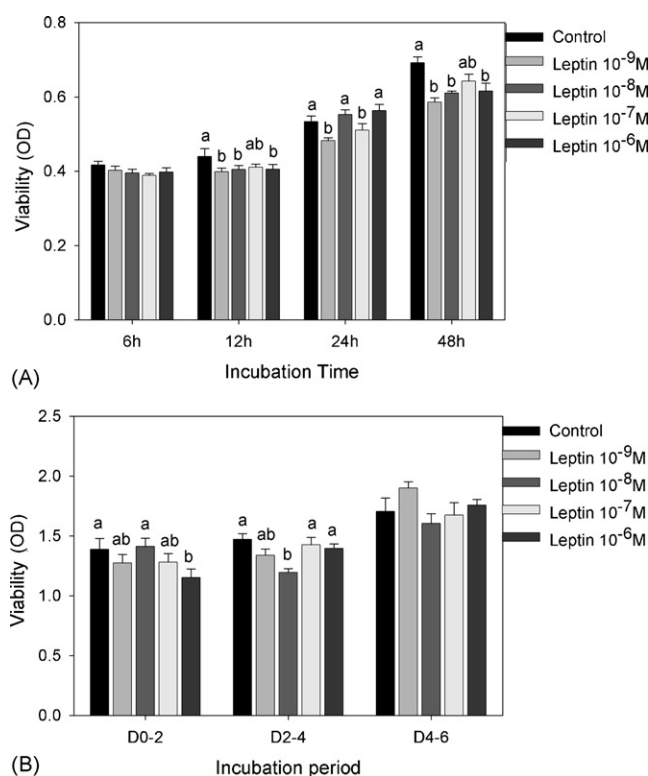 0.8
0.6
0.4
0.2
0.0
Viability (OD)
a
b b
ab
b
a
b
a
b
a
a
b b
ab
b
6h 12h 24h 48h
Incubation Time
Control
Leptin 10⁻⁹M
Leptin 10⁻⁸M
Leptin 10⁻⁷M
Leptin 10⁻⁶M
(A)
2.5
2.0
1.5
1.0
0.5
0.0
Viability (OD)
a ab a ab b
a ab b a a
D0-2 D2-4 D4-6
Incubation period
Control
Leptin 10⁻⁹M
Leptin 10⁻⁸M
Leptin 10⁻⁷M
Leptin 10⁻⁶M
(B)